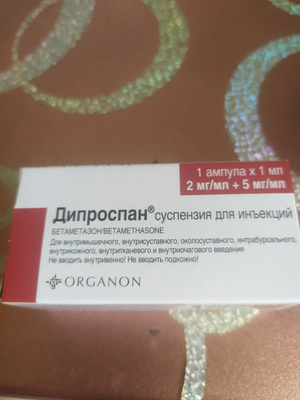 1 ампула x 1 мл
2 мг/мл + 5 мг/мл
Дипроспан® суспензия для инъекций
БЕТАМЕТАЗОН/BETAMETHASONE
Для внутримышечного, внутрисуставного, околосуставного, интрабурсального,
внутрикожного, внутритканевого и внутриочагового введения
Не вводить внутривенно! Не вводить подкожно!
ORGANON